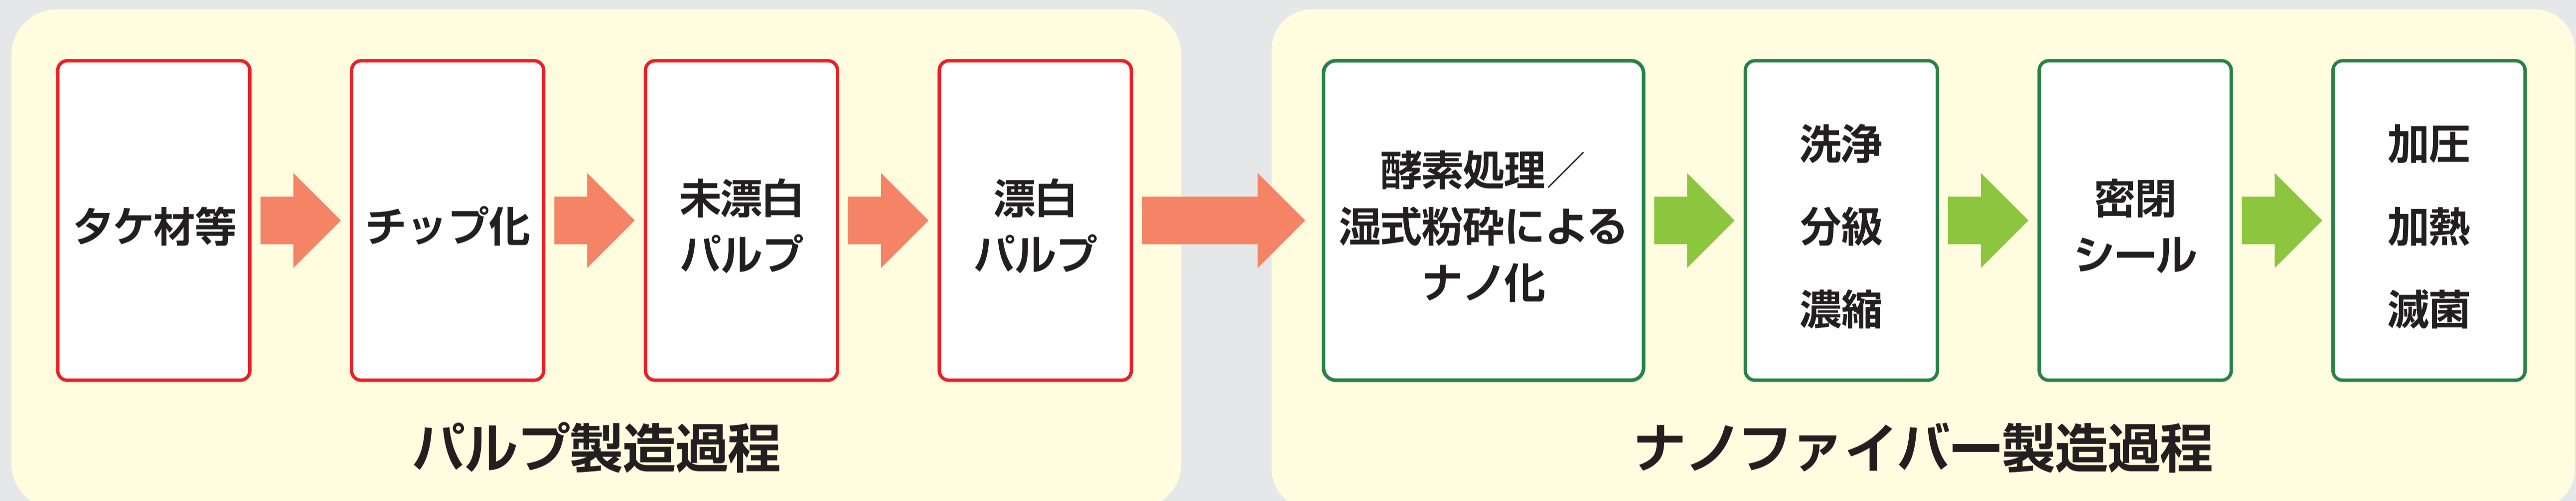 タケ材等
チップ化
未漂白
パルプ
漂白
パルプ
酵素処理／
湿式粉砕による
ナノ化
洗浄
分級
濃縮
密閉
シール
加圧
加熱
滅菌
パルプ製造過程
ナノファイバー製造過程